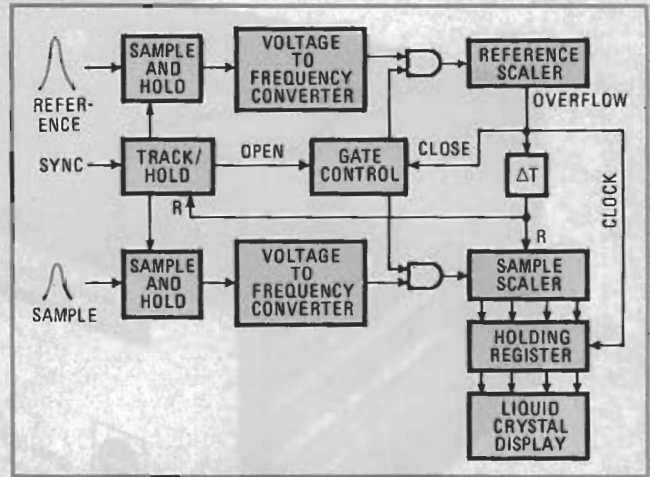 SAMPLE
AND
HOLD
VOLTAGE
TO
FREQUENCY
CONVERTER
REFERENCE
SCALER
REFER-
ENCE
OVERFLOW
SYNC
TRACK/
HOLD
OPEN
GATE
CONTROL
CLOSE
ΔT
CLOCK
R
R
SAMPLE
AND
HOLD
VOLTAGE
TO
FREQUENCY
CONVERTER
SAMPLE
SCALER
SAMPLE
HOLDING
REGISTER
LIQUID
CRYSTAL
DISPLAY